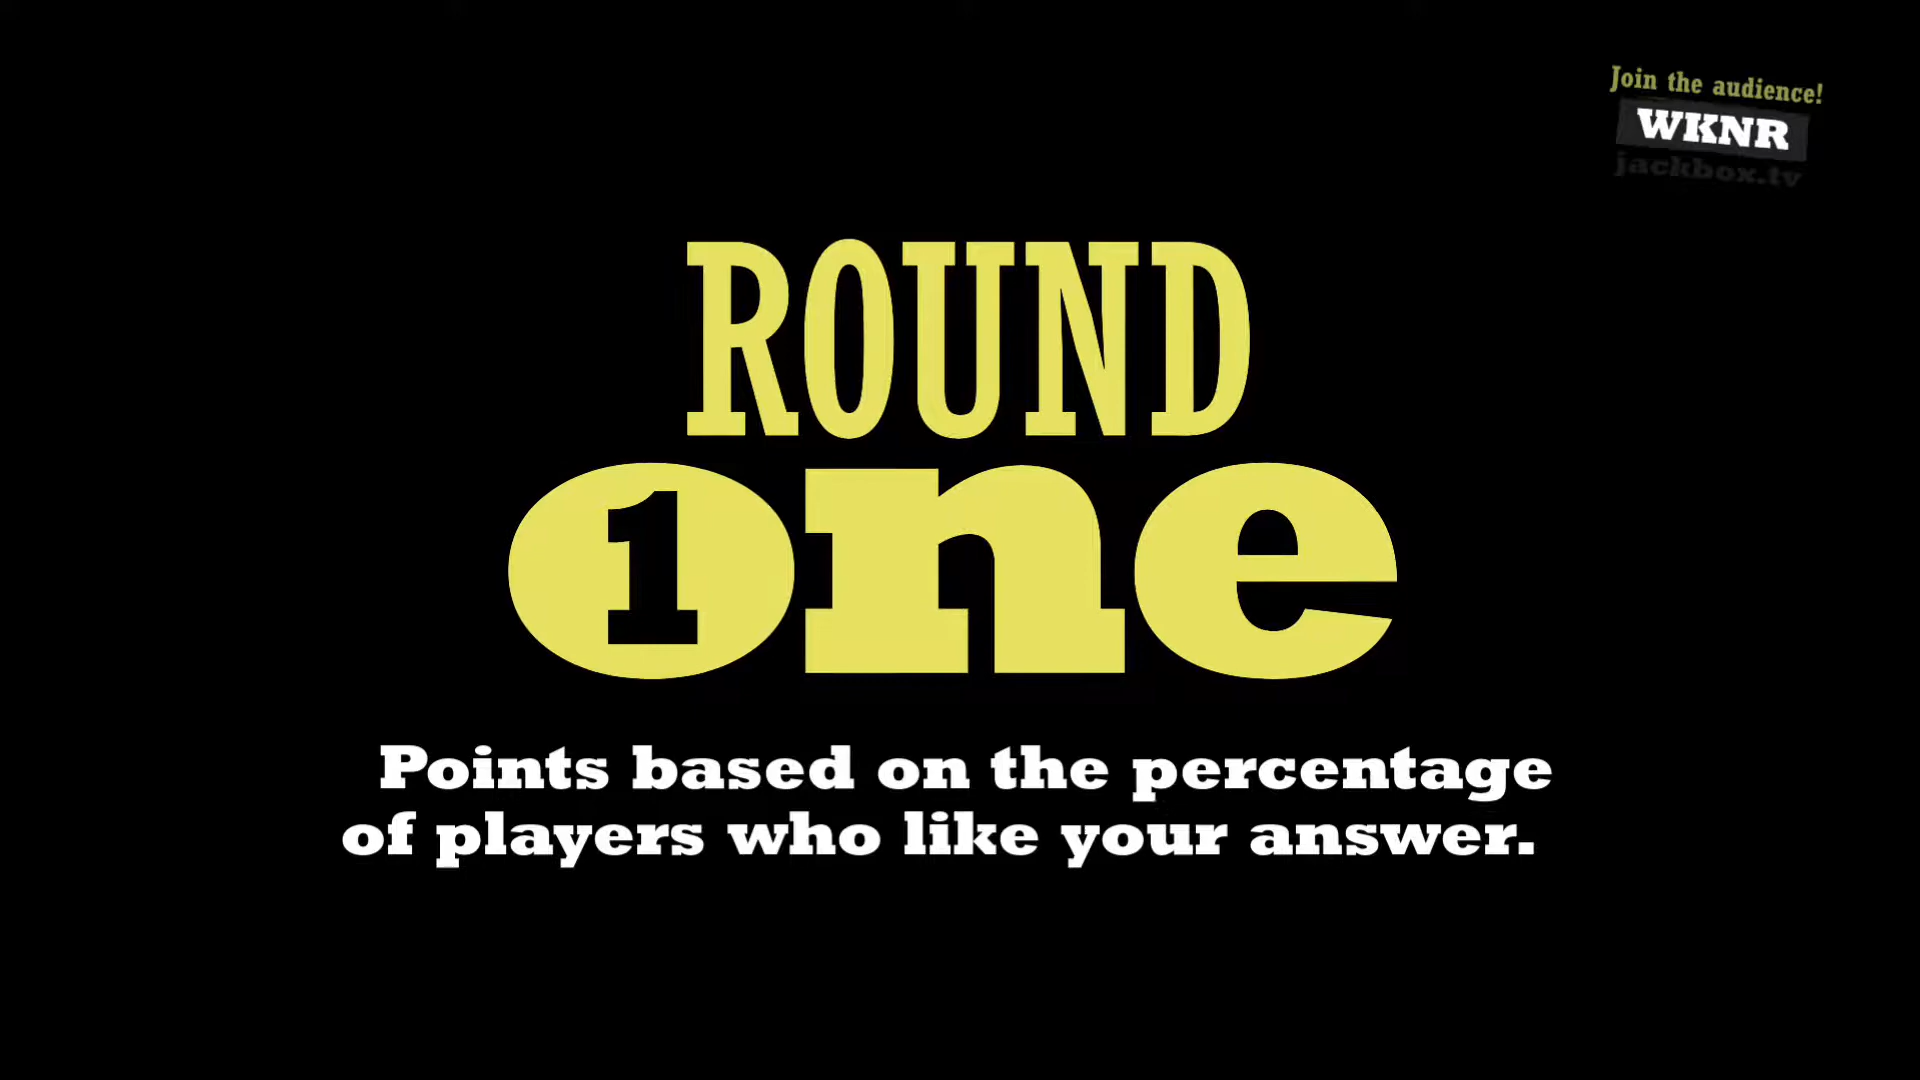 Join the audience!
WKNR
jackbox.tv
ROUND
One
1
Points based on the percentage
of players who like your answer.